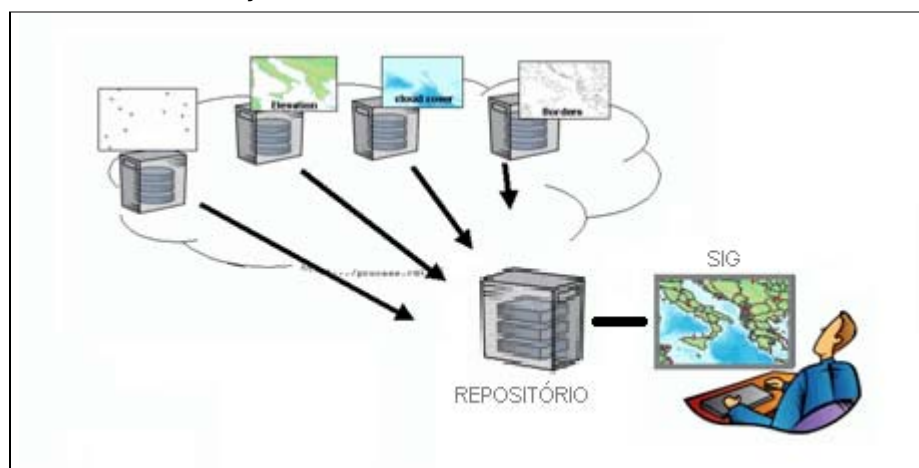 Elevation
cloud cover
Borders
SIG
REPOSITÓRIO